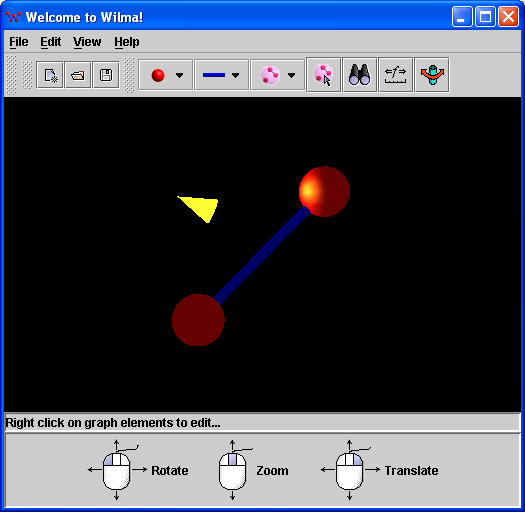 Welcome to Wilma!
File Edit View Help
f
Right click on graph elements to edit...
Rotate Zoom Translate